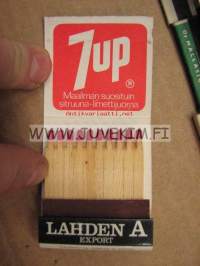 7up
®
Maailman suosituin
sitruuna-limettijuoma
Antikvariaatti.net
WWW.JUVEKIM.FI
LAHDEN A
EXPORT